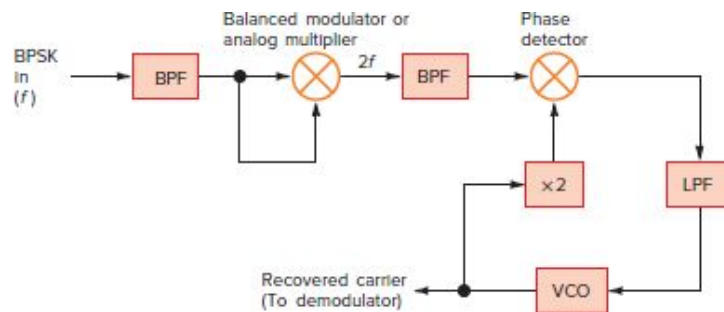 Balanced modulator or
analog multiplier
Phase
detector
BPSK
in
(f)
BPF
2f
BPF
×2
LPF
Recovered carrier
(To demodulator)
VCO